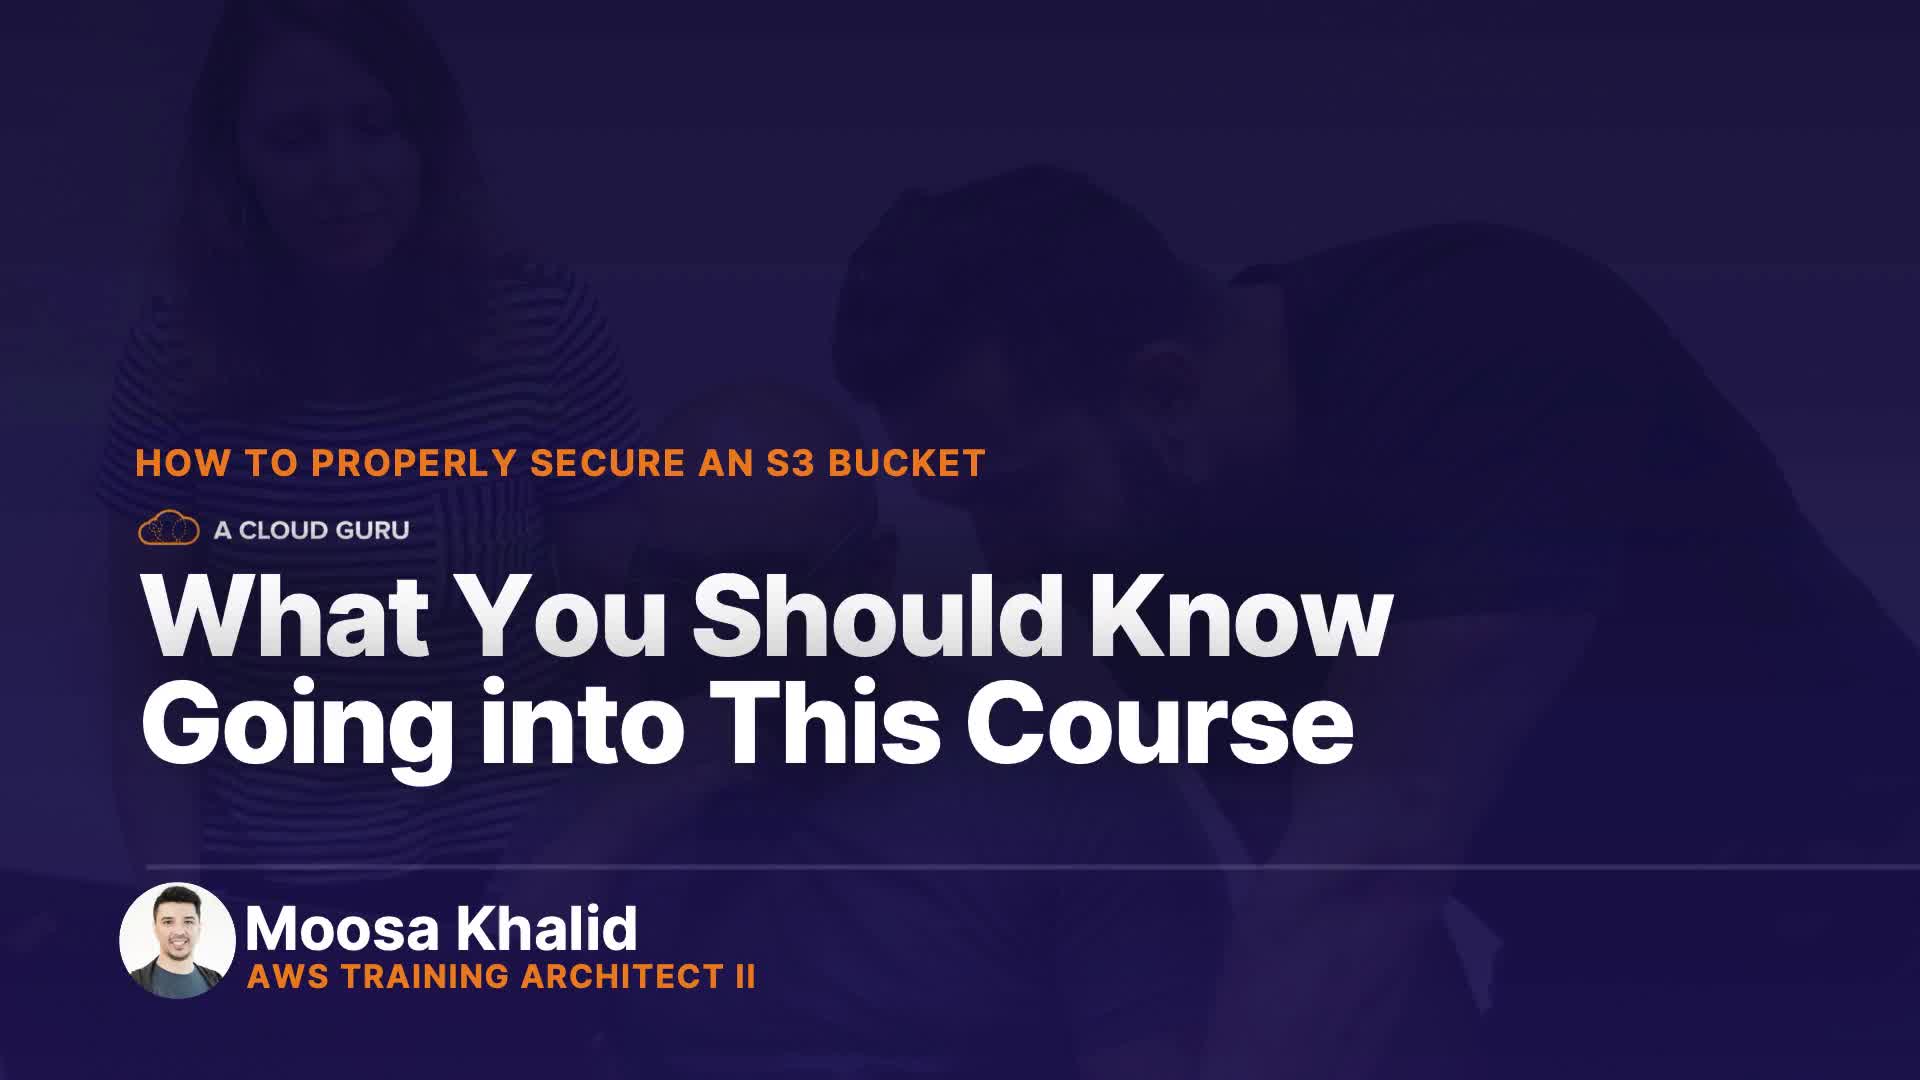 HOW TO PROPERLY SECURE AN S3 BUCKET
A CLOUD GURU
What You Should Know
Going into This Course
Moosa Khalid
AWS TRAINING ARCHITECT II